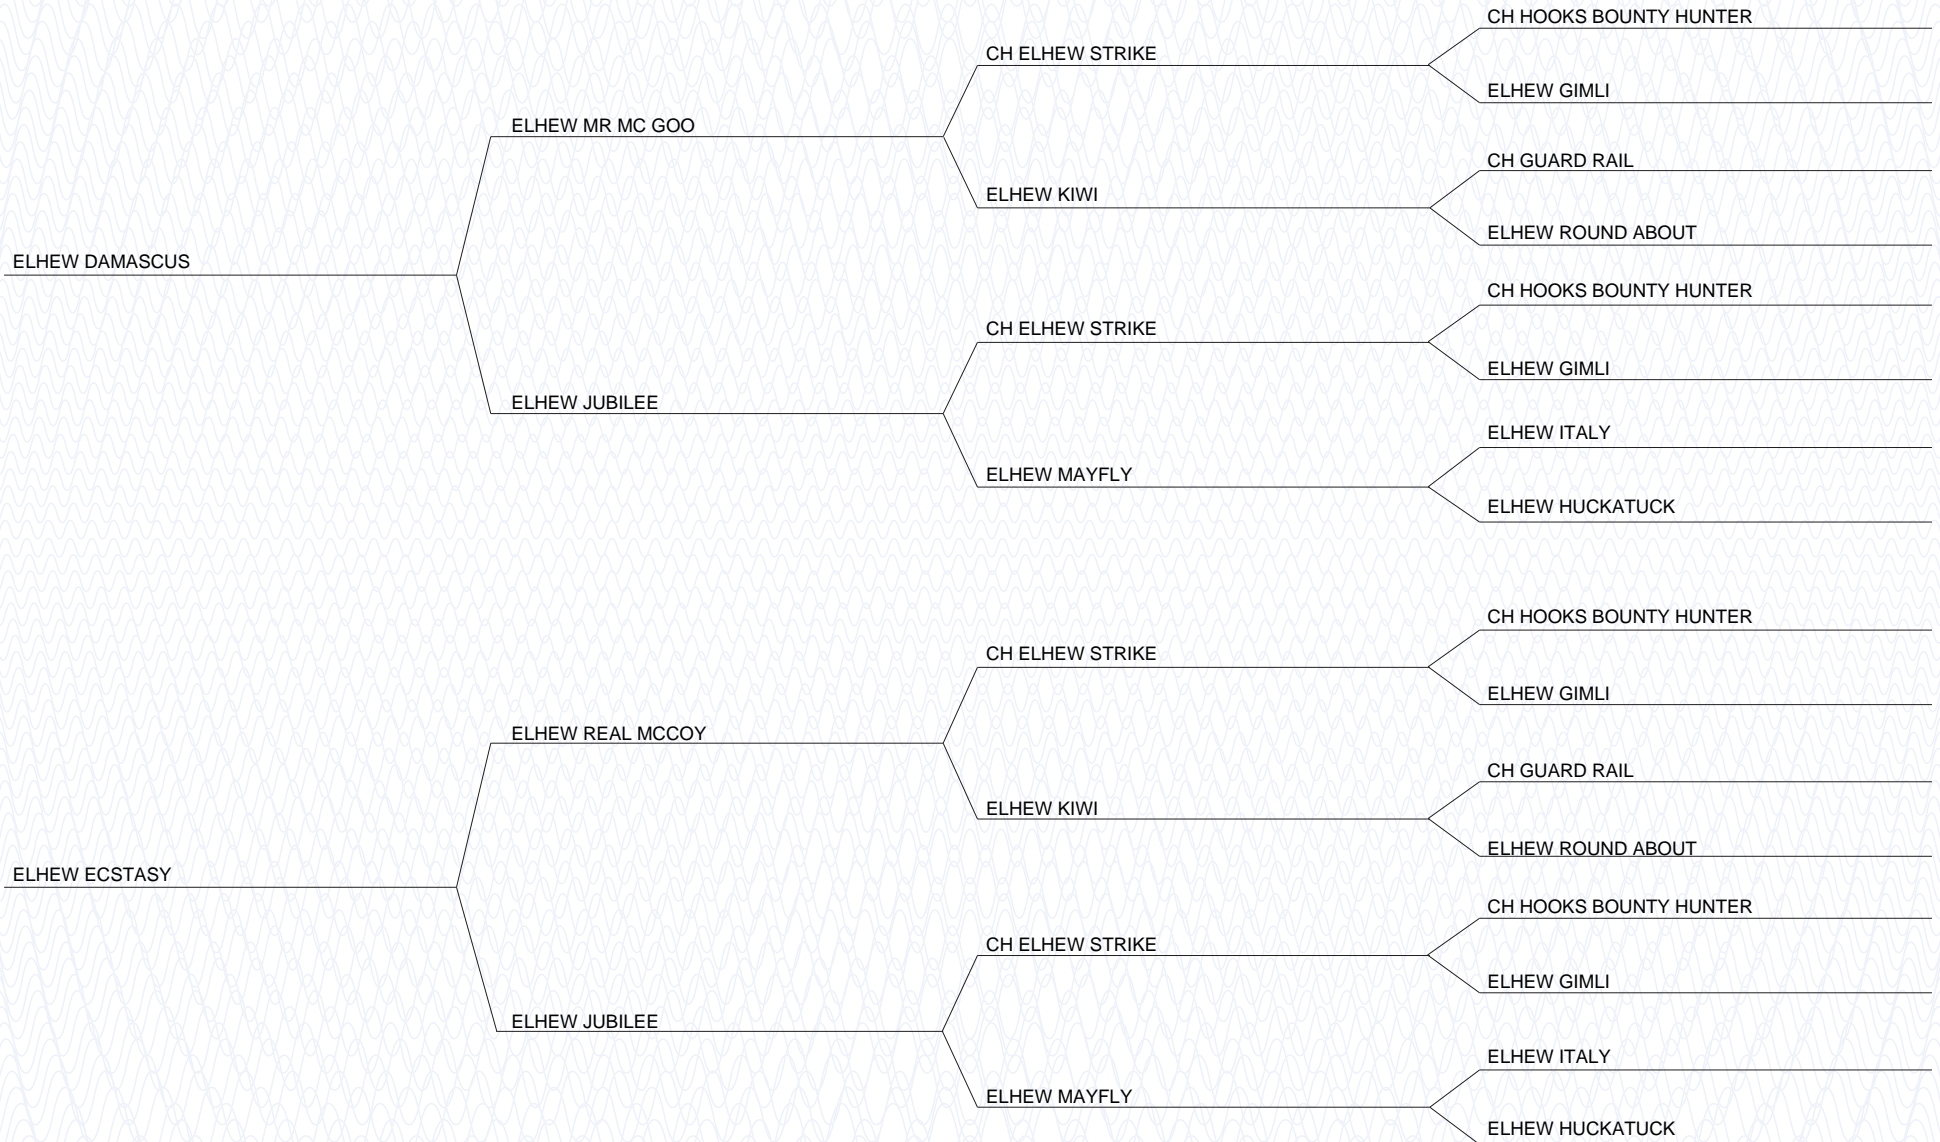 CH HOOKS BOUNTY HUNTER
CH ELHEW STRIKE
ELHEW GIMLI
ELHEW MR MC GOO
CH GUARD RAIL
ELHEW KIWI
ELHEW ROUND ABOUT
ELHEW DAMASCUS
CH HOOKS BOUNTY HUNTER
CH ELHEW STRIKE
ELHEW GIMLI
ELHEW JUBILEE
ELHEW ITALY
ELHEW MAYFLY
ELHEW HUCKATUCK
CH HOOKS BOUNTY HUNTER
CH ELHEW STRIKE
ELHEW GIMLI
ELHEW REAL MCCOY
CH GUARD RAIL
ELHEW KIWI
ELHEW ROUND ABOUT
ELHEW ECSTASY
CH HOOKS BOUNTY HUNTER
CH ELHEW STRIKE
ELHEW GIMLI
ELHEW JUBILEE
ELHEW ITALY
ELHEW MAYFLY
ELHEW HUCKATUCK